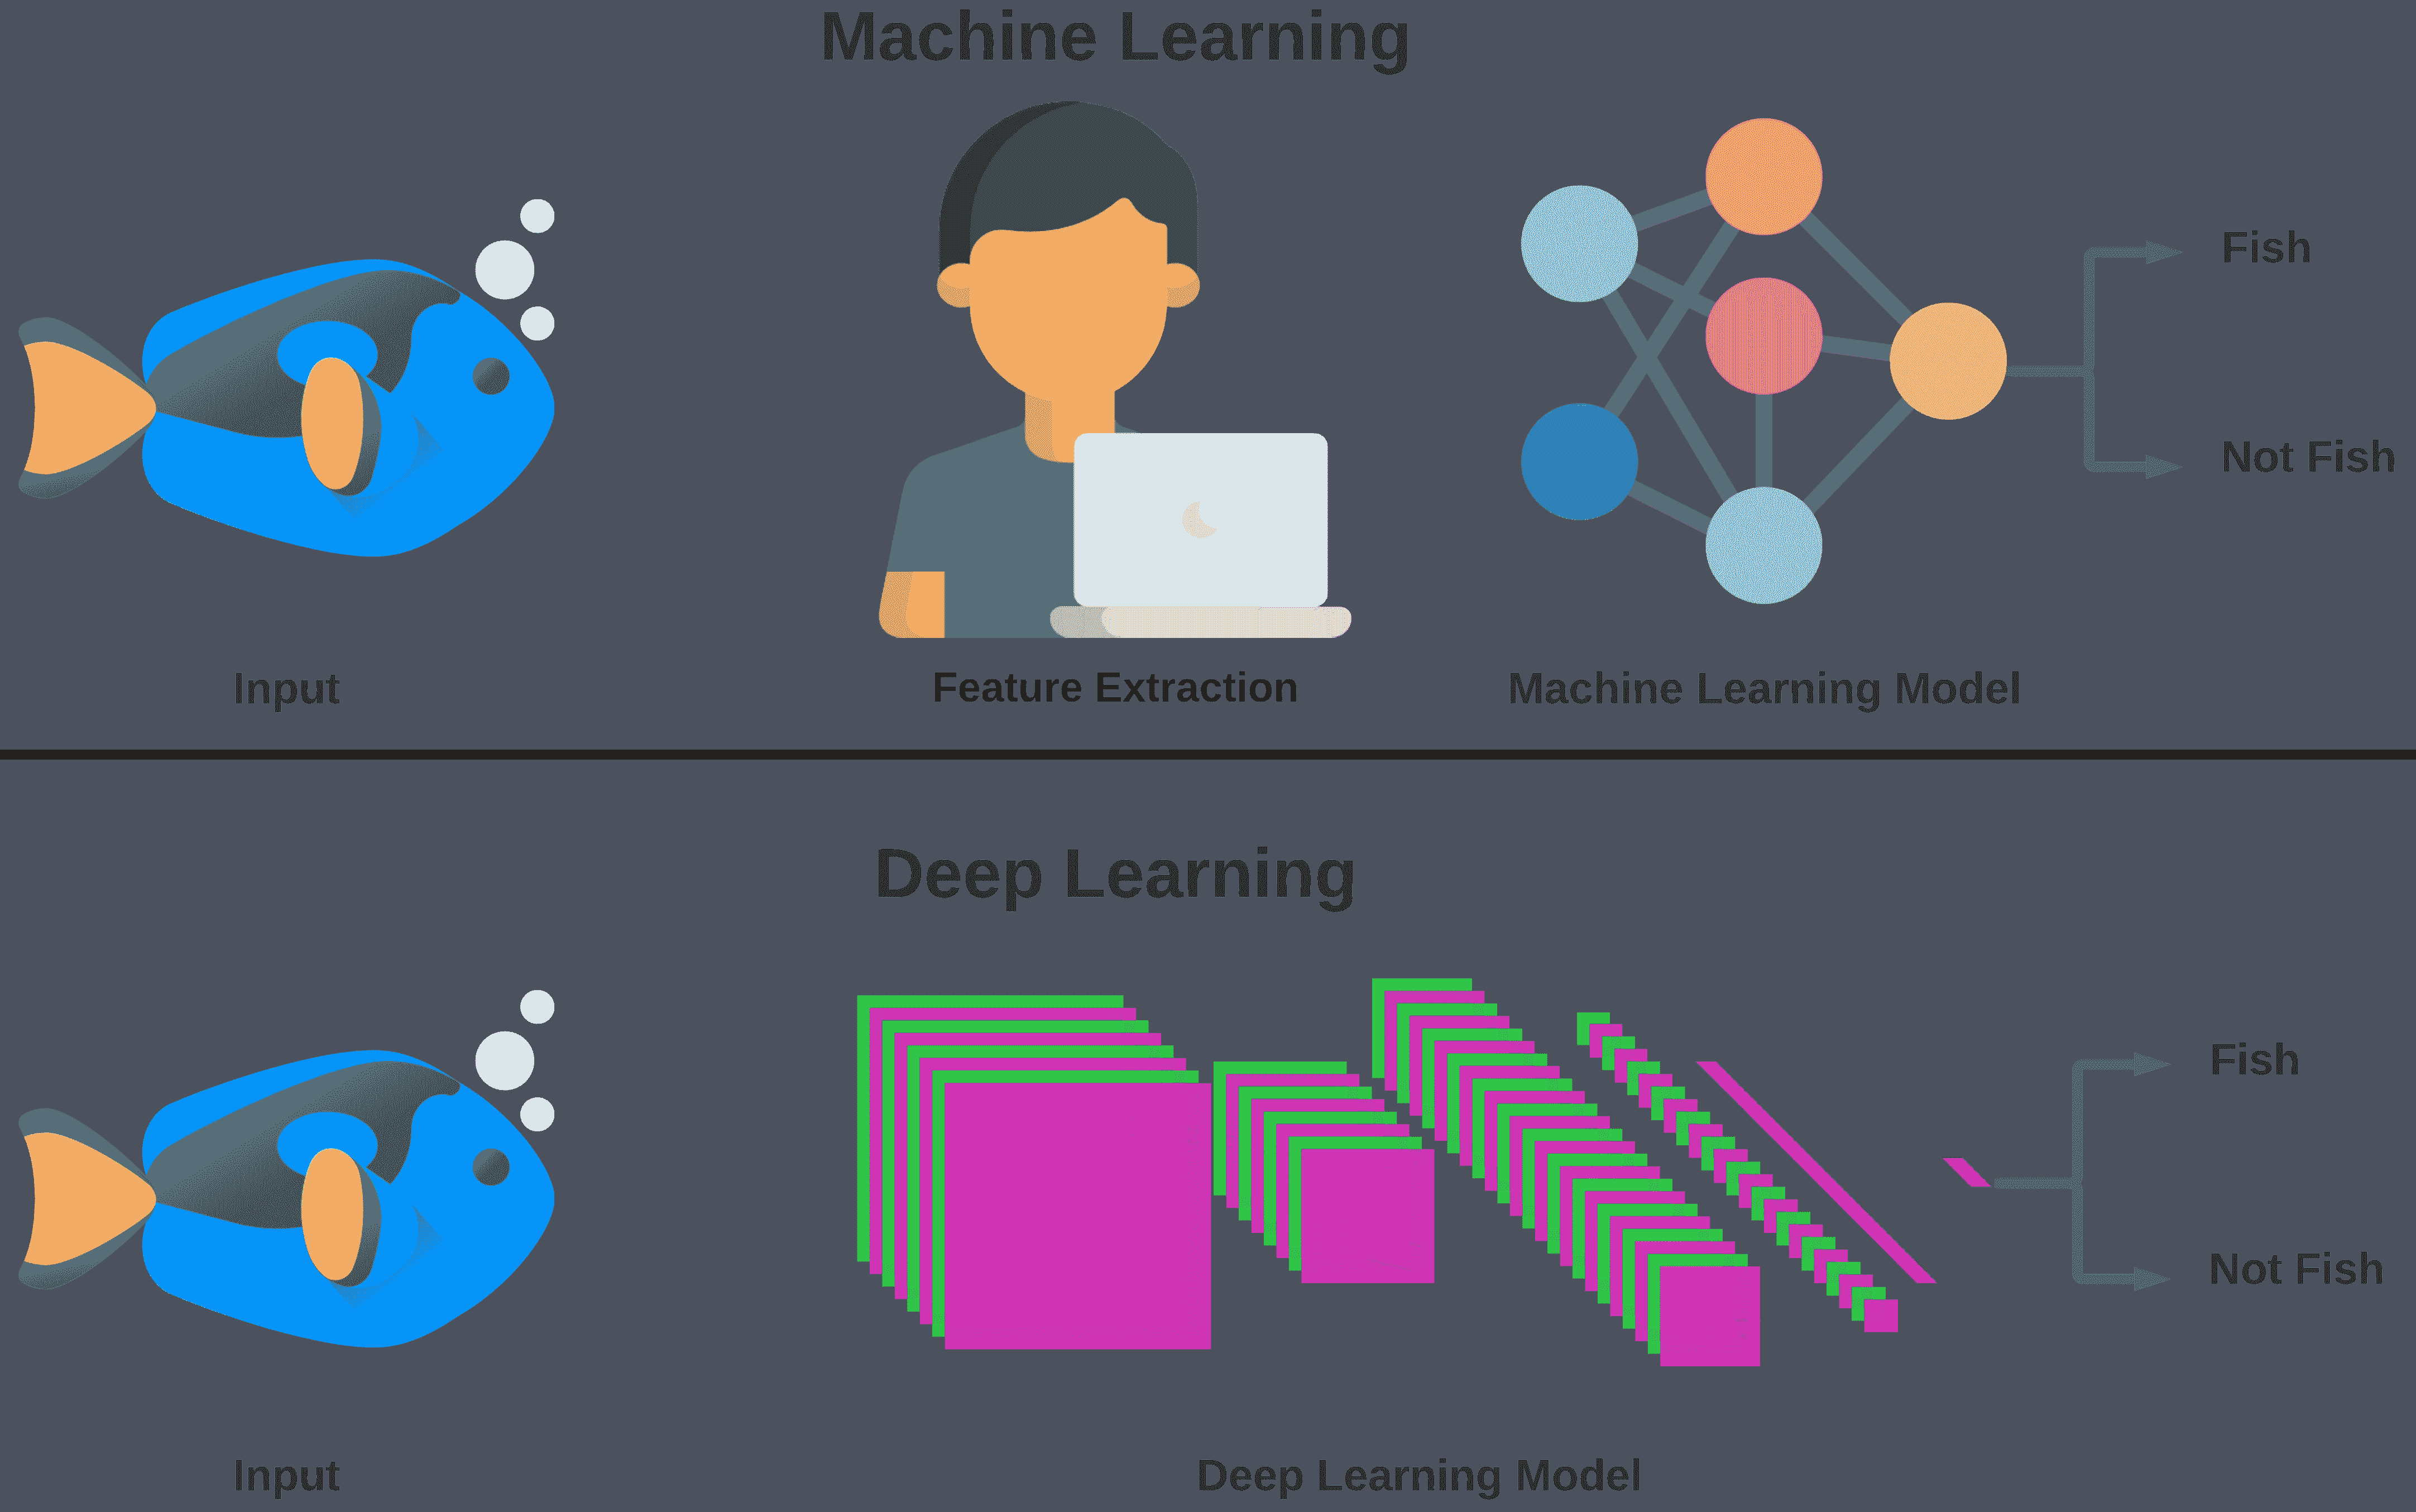 Machine Learning
Fish
Not Fish
Input
Feature Extraction
Machine Learning Model
Deep Learning
Fish
Not Fish
Input
Deep Learning Model